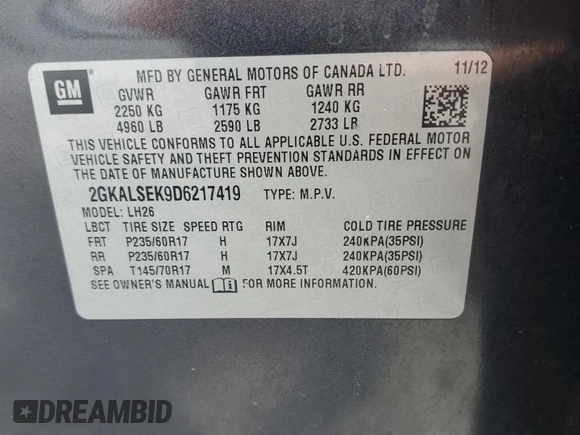 GM
MFD BY GENERAL MOTORS OF CANADA LTD. 11/12
GVWR GAWR FRT GAWR RR
2250 KG 1175 KG 1240 KG
4960 LB 2590 LB 2733 LB
THIS VEHICLE CONFORMS TO ALL APPLICABLE U.S. FEDERAL MOTOR
VEHICLE SAFETY AND THEFT PREVENTION STANDARDS IN EFFECT ON
THE DATE OF MANUFACTURE SHOWN ABOVE.
2GKALSEK9D6217419 TYPE: M.P.V.
MODEL: LH26
LBCT TIRE SIZE SPEED RTG RIM COLD TIRE PRESSURE
FRT P235/60R17 H 17X7J 240KPA(35PSI)
RR P235/60R17 H 17X7J 240KPA(35PSI)
SPA T145/70R17 M 17X4.5T 420KPA(60PSI)
SEE OWNER'S MANUAL i FOR MORE INFORMATION.
DREAMBID